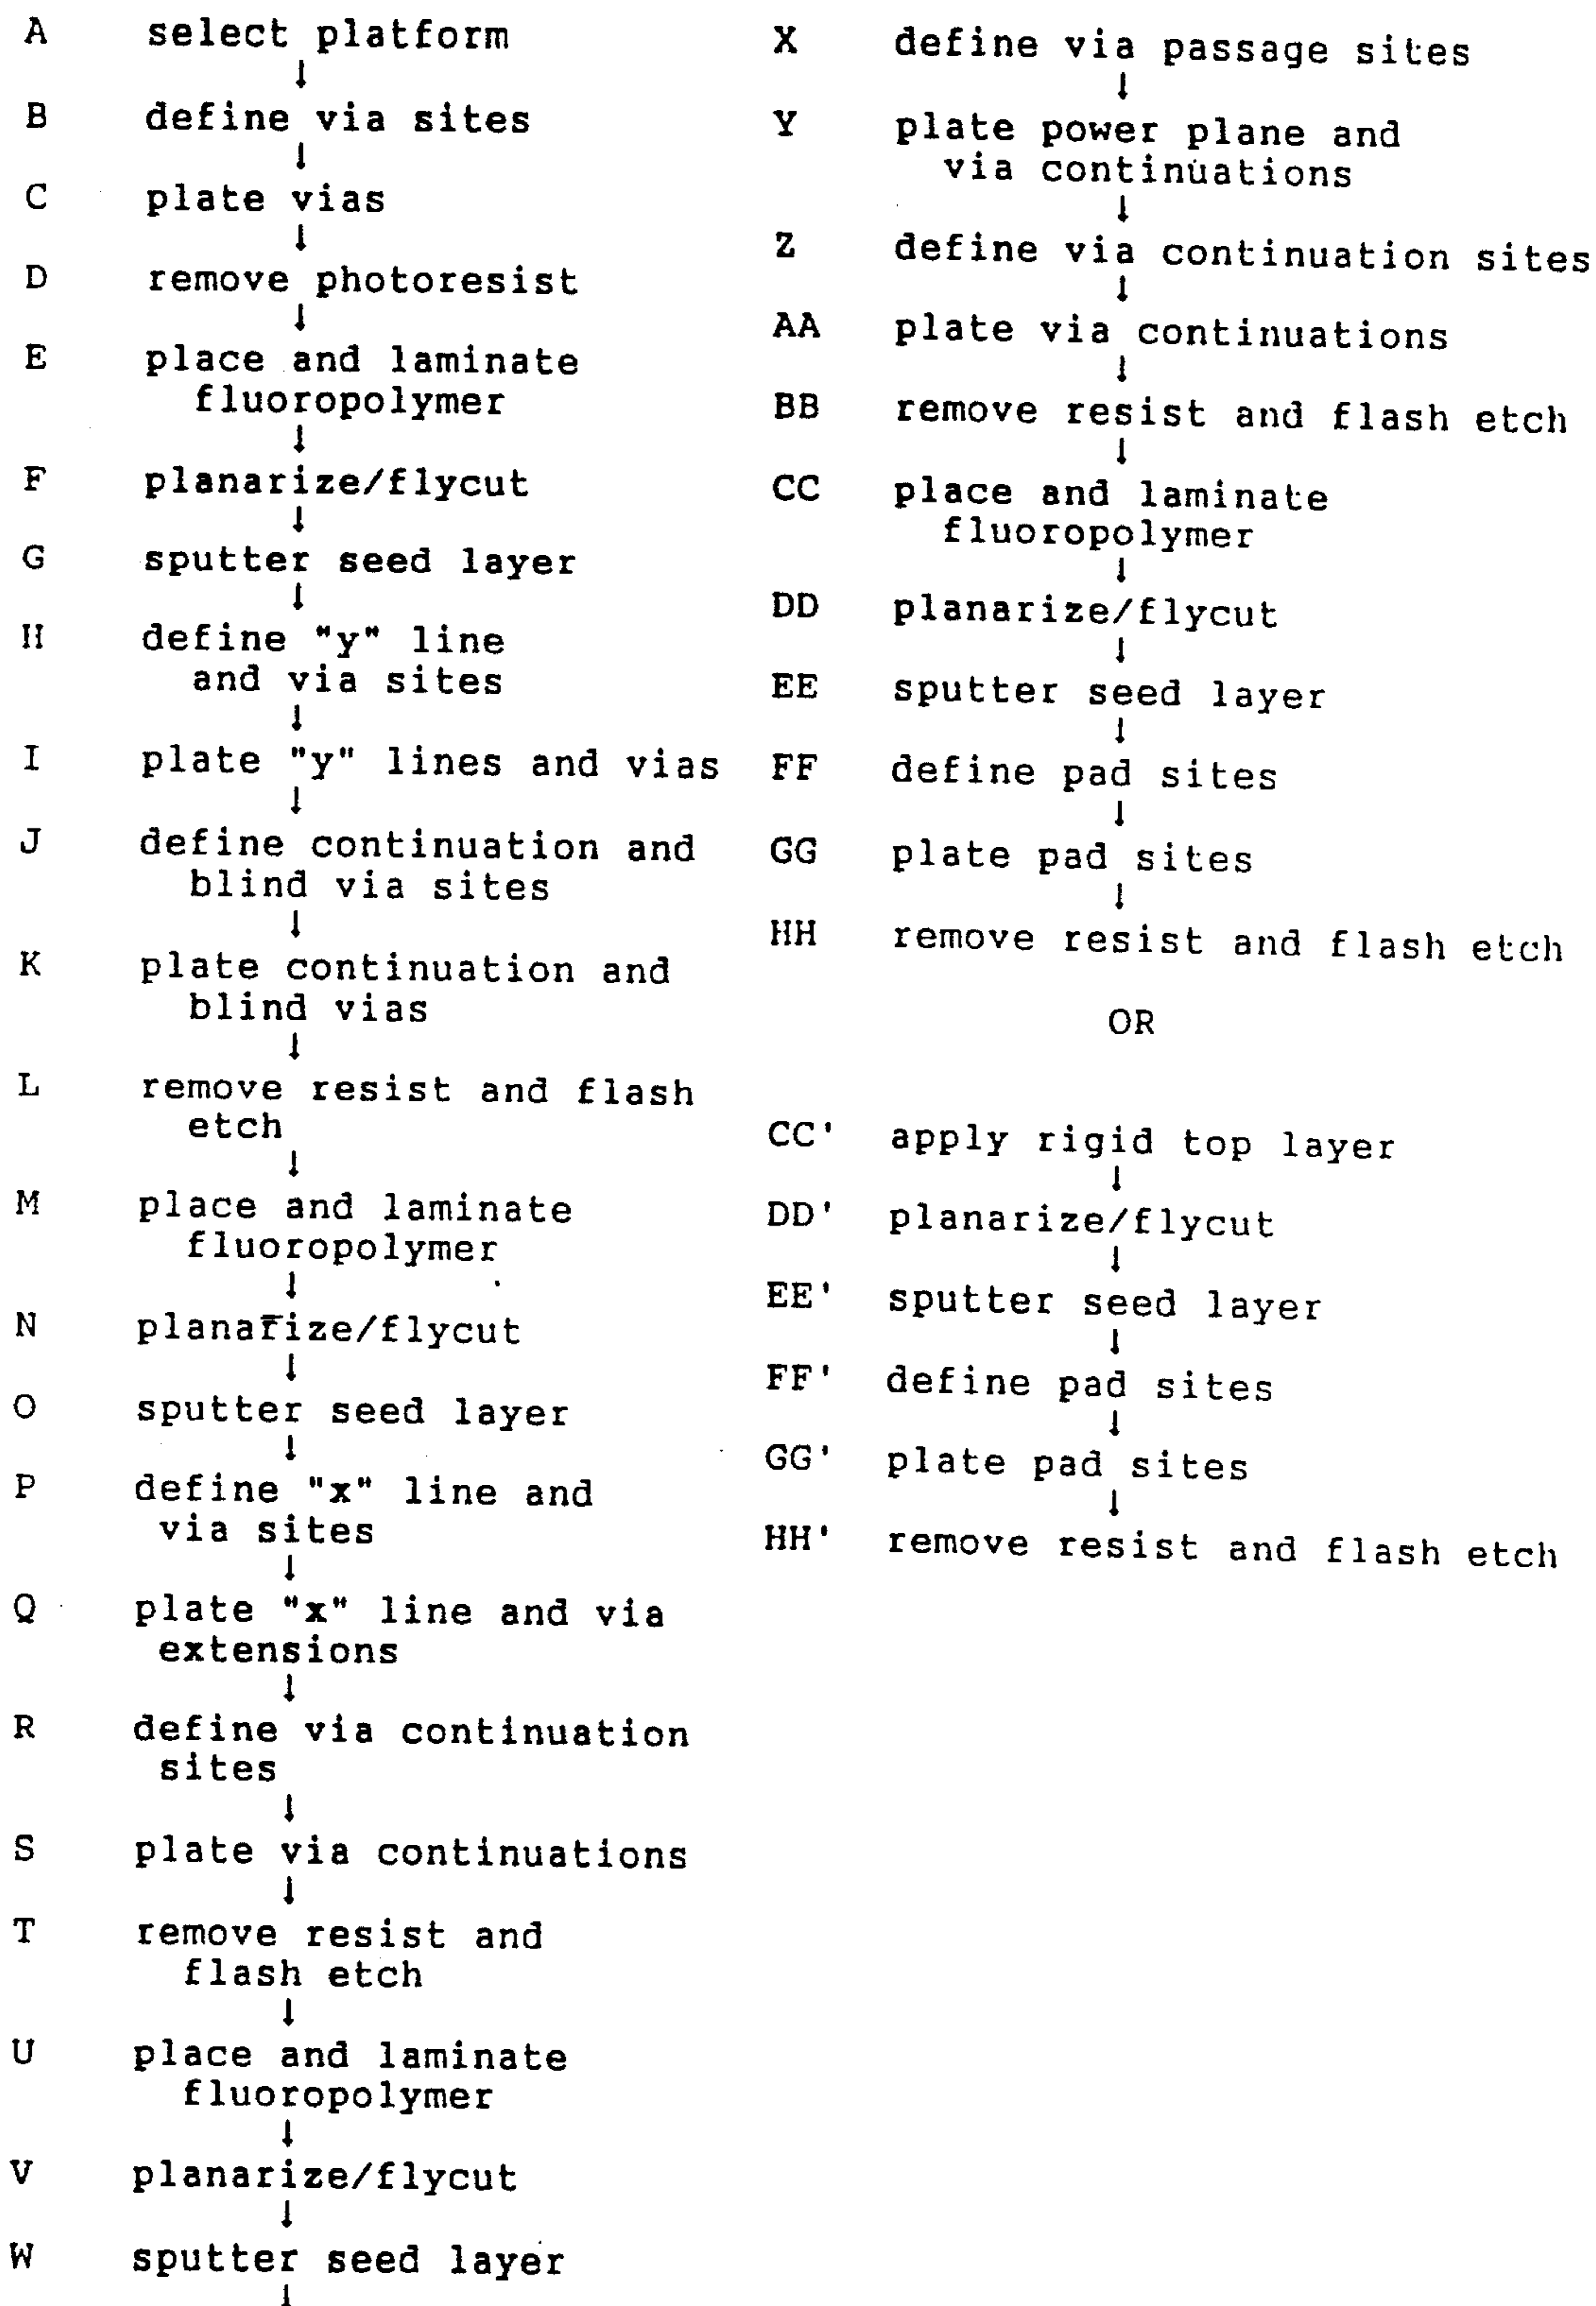 A select platform
↓
B define via sites
↓
C plate vias
↓
D remove photoresist
↓
E place and laminate
fluoropolymer
↓
F planarize/flycut
↓
G sputter seed layer
↓
H define "y" line
and via sites
↓
I plate "y" lines and vias
↓
J define continuation and
blind via sites
↓
K plate continuation and
blind vias
↓
L remove resist and flash
etch
↓
M place and laminate
fluoropolymer
↓
N planarize/flycut
↓
O sputter seed layer
↓
P define "x" line and
via sites
↓
Q plate "x" line and via
extensions
↓
R define via continuation
sites
↓
S plate via continuations
↓
T remove resist and
flash etch
↓
U place and laminate
fluoropolymer
↓
V planarize/flycut
↓
W sputter seed layer
↓
X define via passage sites
↓
Y plate power plane and
via continuations
↓
Z define via continuation sites
↓
AA plate via continuations
↓
BB remove resist and flash etch
↓
CC place and laminate
fluoropolymer
↓
DD planarize/flycut
↓
EE sputter seed layer
↓
FF define pad sites
↓
GG plate pad sites
↓
HH remove resist and flash etch
OR
CC' apply rigid top layer
↓
DD' planarize/flycut
↓
EE' sputter seed layer
↓
FF' define pad sites
↓
GG' plate pad sites
↓
HH' remove resist and flash etch